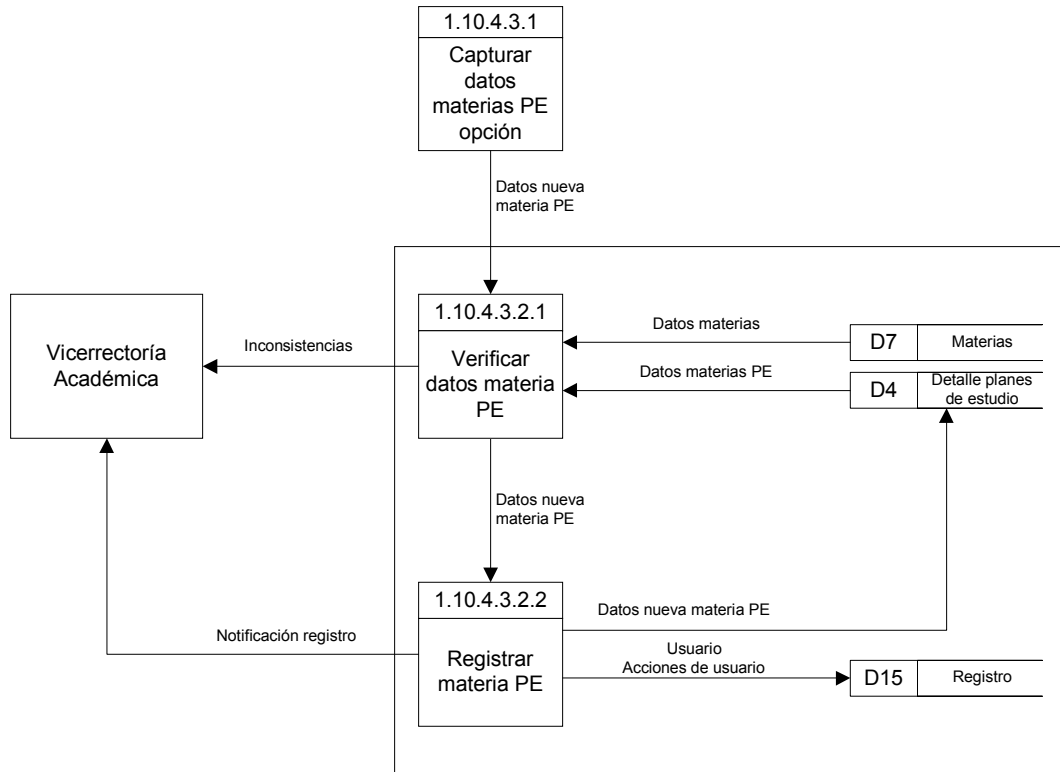 1.10.4.3.1
Capturar
datos
materias PE
opción
Datos nueva
materia PE
1.10.4.3.2.1
Verificar
datos materia
PE
Vicerrectoría
Académica
Inconsistencias
Datos materias
D7
Materias
Datos materias PE
D4
Detalle planes
de estudio
Datos nueva
materia PE
1.10.4.3.2.2
Registrar
materia PE
Notificación registro
Datos nueva materia PE
Usuario
Acciones de usuario
D15
Registro